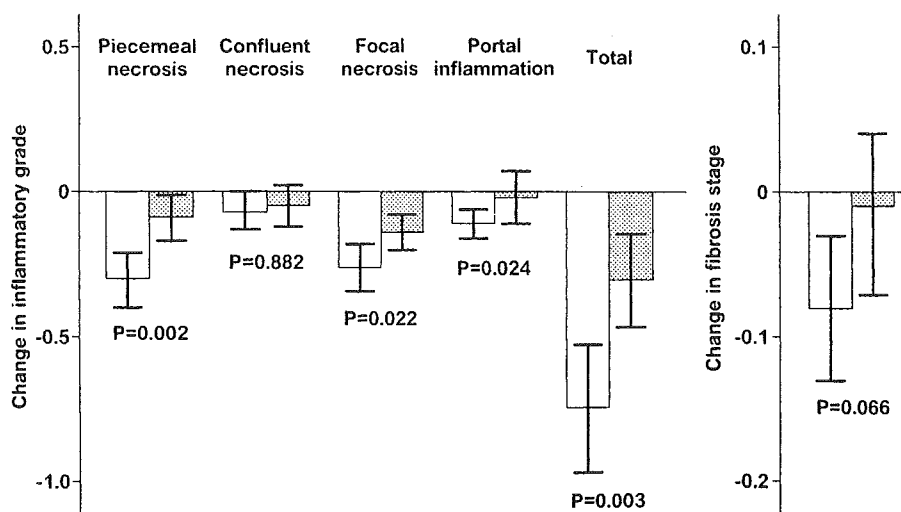 Change in inflammatory grade
0.5
0
-0.5
-1.0
Piecemeal
necrosis
Confluent
necrosis
Focal
necrosis
Portal
inflammation
Total
P=0.002
P=0.882
P=0.022
P=0.024
P=0.003
Change in fibrosis stage
0.1
0
-0.1
-0.2
P=0.066